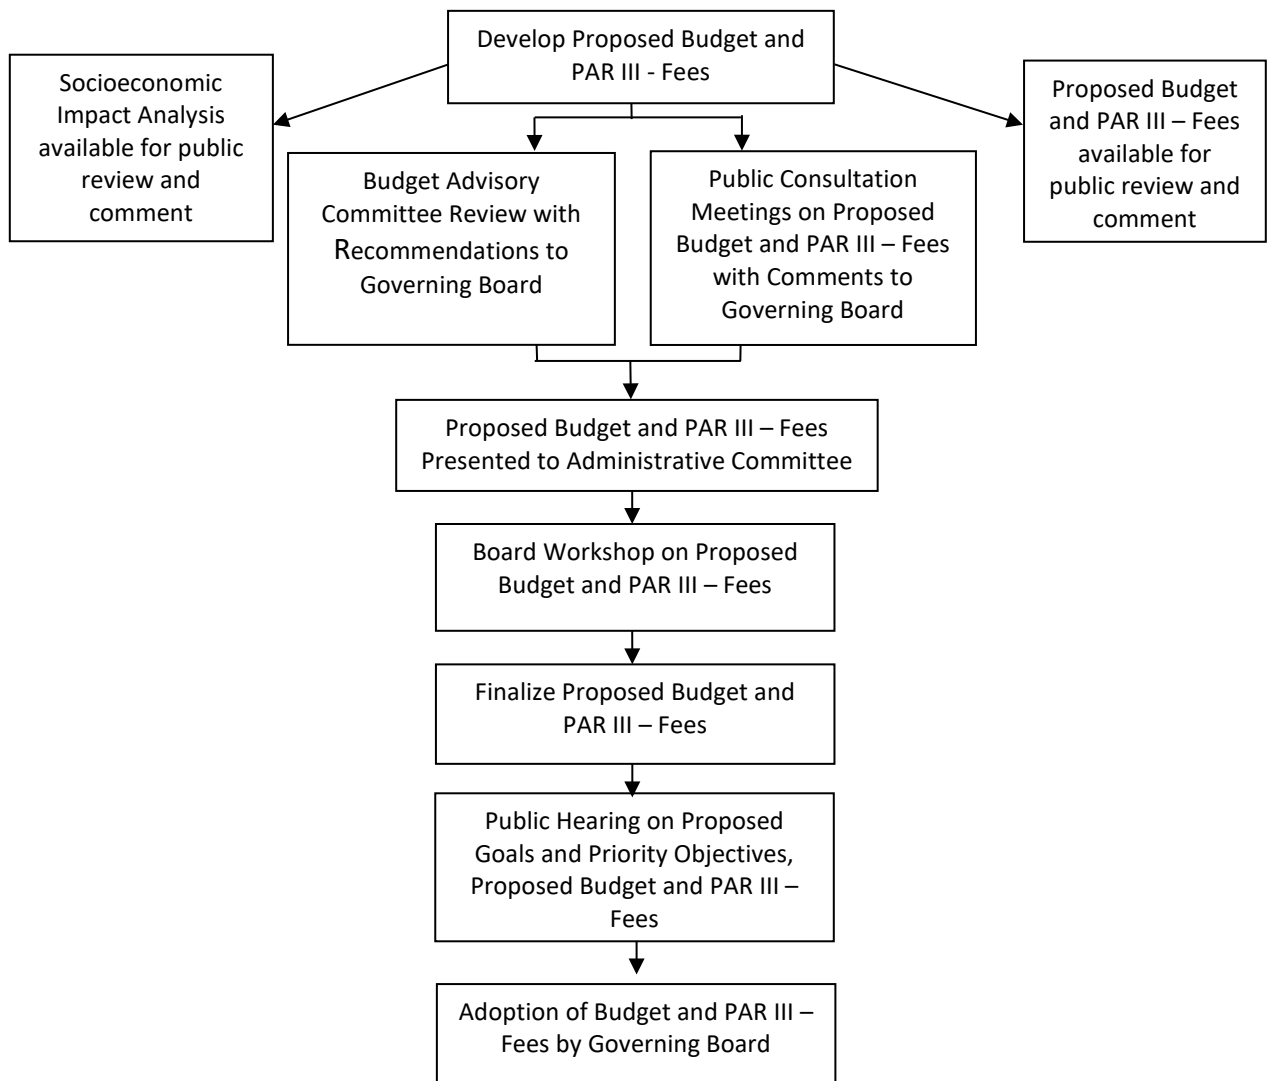 Develop Proposed Budget and
PAR III - Fees
Socioeconomic
Impact Analysis
available for public
review and
comment
Budget Advisory
Committee Review with
Recommendations to
Governing Board
Public Consultation
Meetings on Proposed
Budget and PAR III – Fees
with Comments to
Governing Board
Proposed Budget
and PAR III – Fees
available for
public review and
comment
Proposed Budget and PAR III – Fees
Presented to Administrative Committee
Board Workshop on Proposed
Budget and PAR III – Fees
Finalize Proposed Budget and
PAR III – Fees
Public Hearing on Proposed
Goals and Priority Objectives,
Proposed Budget and PAR III –
Fees
Adoption of Budget and PAR III –
Fees by Governing Board